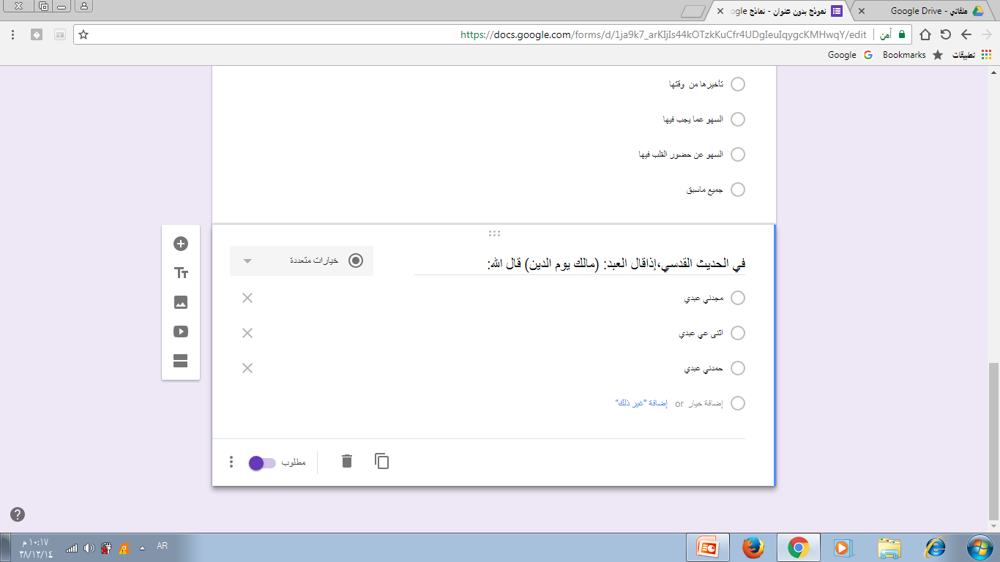 ملفاتي - Google Drive
نموذج بدون عنوان - نماذج ogle
https://docs.google.com/forms/d/1ja9k7_arKIjIs44kOTzkKuCfr4UDgIeuIqygcKMHwqY/edit
آمن
تطبيقات
Bookmarks
Google
تأخيرها من وقتها
السهو عما يجب فيها
السهو عن حضور القلب فيها
جميع ماسبق
في الحديث القدسي،إذاقال العبد: (مالك يوم الدين) قال الله:
خيارات متعددة
مجدني عبدي
اثنى عي عبدي
حمدني عبدي
إضافة خيار or إضافة "غير ذلك"
مطلوب
AR
١٠:١٧ م
٣٨/١٢/١٤